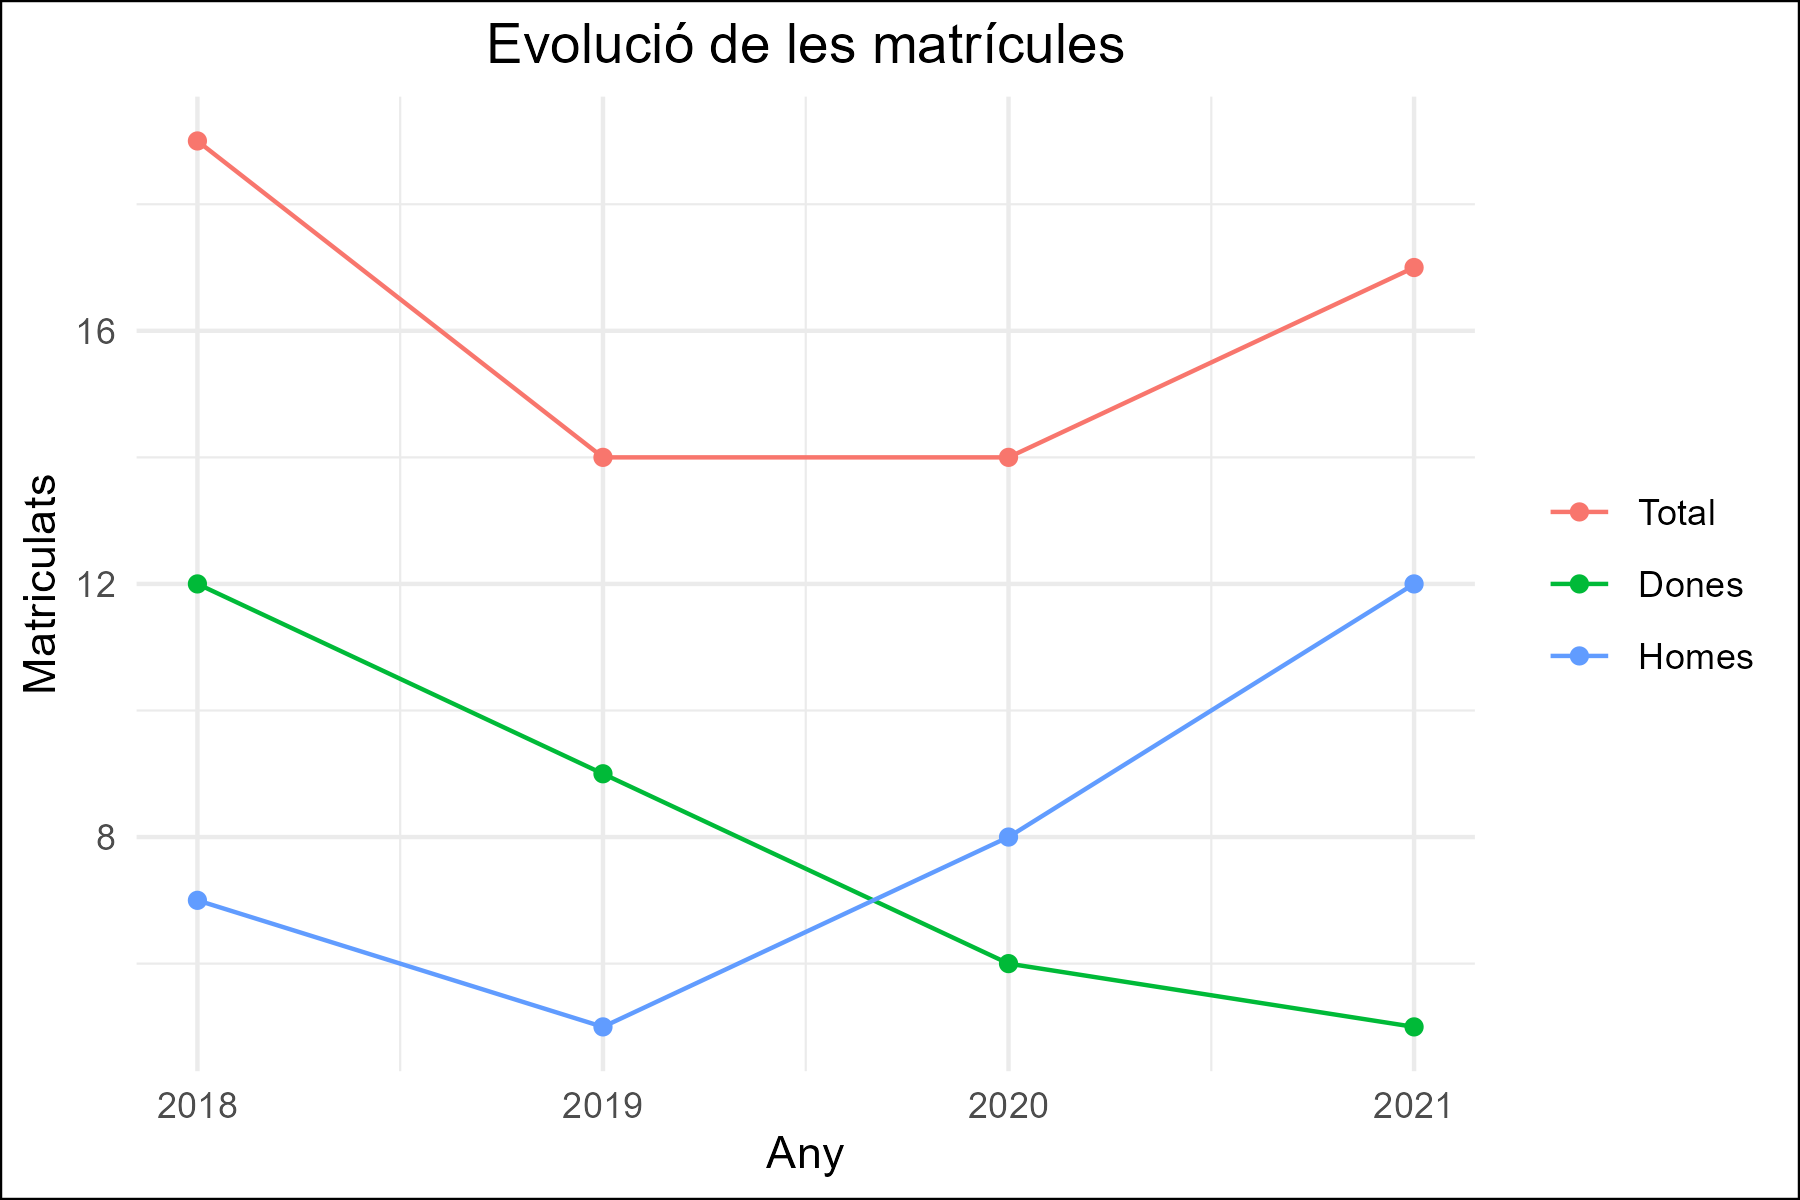 Evolució de les matrícules
Matriculats
16
12
8
2018 2019 2020 2021
Any
Total
Dones
Homes